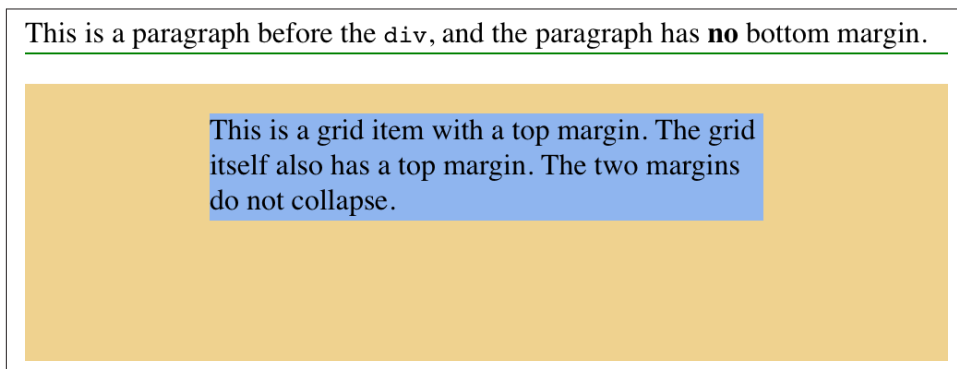 This is a paragraph before the div, and the paragraph has no bottom margin.
This is a grid item with a top margin. The grid
itself also has a top margin. The two margins
do not collapse.